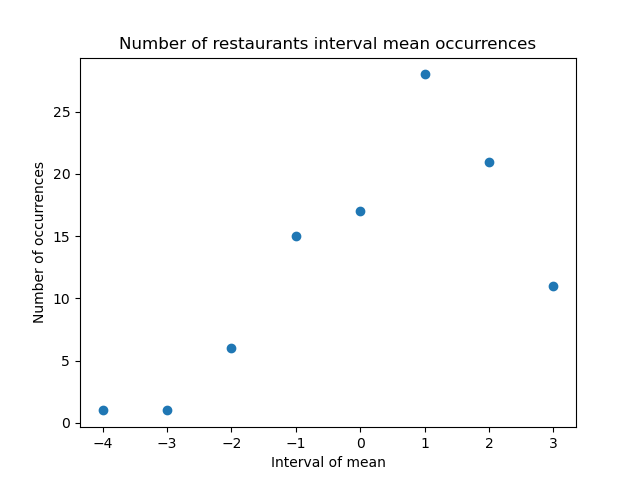 Number of restaurants interval mean occurrences
Number of occurrences
25
20
15
10
5
0
−4 −3 −2 −1 0 1 2 3
Interval of mean